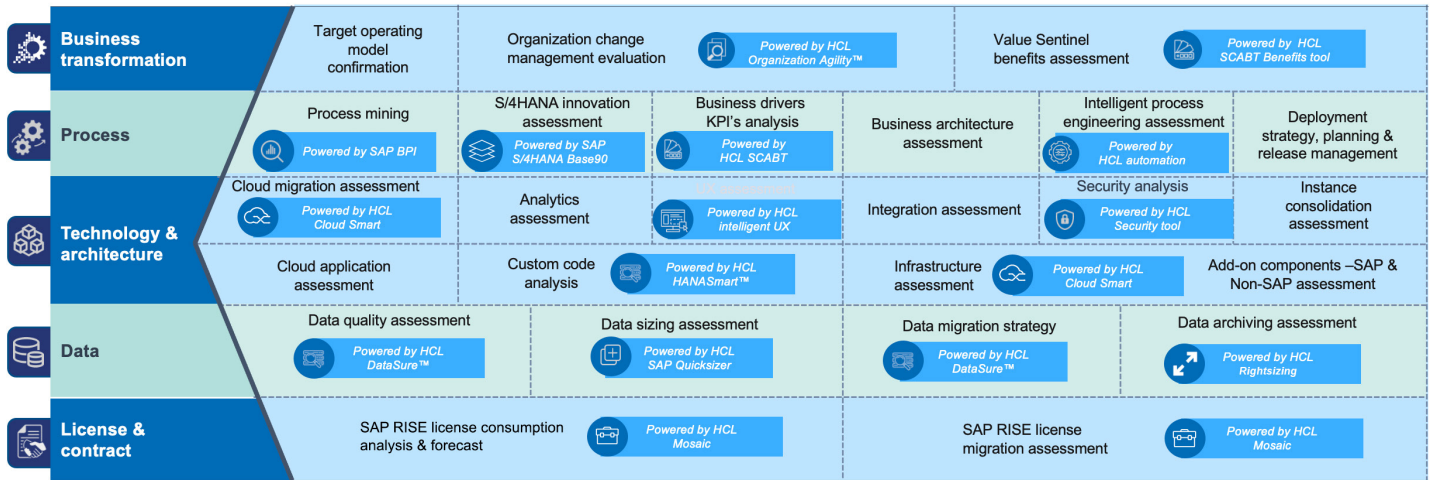 Business
transformation
Target operating
model
confirmation
Organization change
management evaluation
Powered by HCL
Organization Agility™
Value Sentinel
benefits assessment
Powered by HCL
SCABT Benefits tool
Process
Process mining
Powered by SAP BPI
S/4HANA innovation
assessment
Powered by SAP
S/4HANA Base90
Business drivers
KPI's analysis
Powered by
HCL SCABT
Business architecture
assessment
Intelligent process
engineering assessment
Powered by
HCL automation
Deployment
strategy, planning &
release management
Technology &
architecture
Cloud migration assessment
Powered by HCL
Cloud Smart
Analytics
assessment
UX assessment
Powered by HCL
intelligent UX
Integration assessment
Security analysis
Powered by HCL
Security tool
Instance
consolidation
assessment
Cloud application
assessment
Custom code
analysis
Powered by HCL
HANASmart™
Infrastructure
assessment
Powered by HCL
Cloud Smart
Add-on components –SAP &
Non-SAP assessment
Data
Data quality assessment
Powered by HCL
DataSure™
Data sizing assessment
Powered by HCL
SAP Quicksizer
Data migration strategy
Powered by HCL
DataSure™
Data archiving assessment
Powered by HCL
Rightsizing
License &
contract
SAP RISE license consumption
analysis & forecast
Powered by HCL
Mosaic
SAP RISE license
migration assessment
Powered by HCL
Mosaic